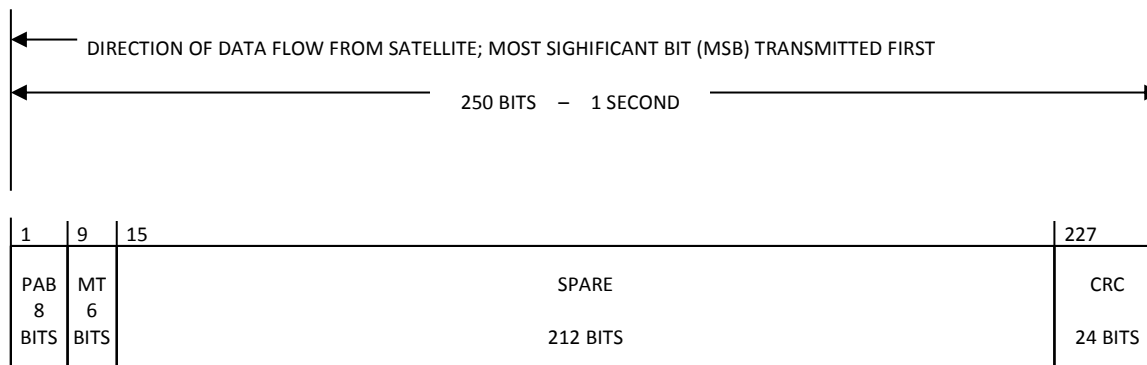 DIRECTION OF DATA FLOW FROM SATELLITE; MOST SIGHIFICANT BIT (MSB) TRANSMITTED FIRST
250 BITS – 1 SECOND
1 9 15 227
PAB MT SPARE CRC
8 6
BITS BITS 212 BITS 24 BITS